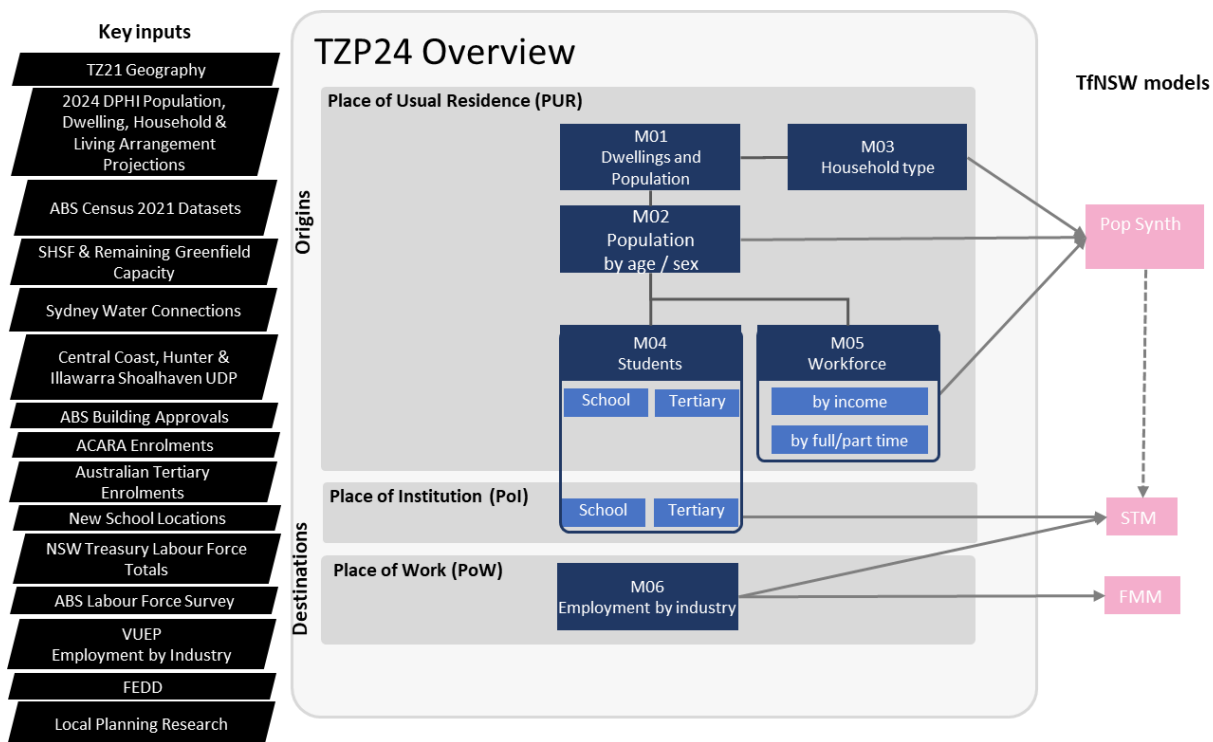 Key inputs
TZ21 Geography
2024 DPHI Population,
Dwelling, Household &
Living Arrangement
Projections
ABS Census 2021 Datasets
SHSF & Remaining Greenfield
Capacity
Sydney Water Connections
Central Coast, Hunter &
Illawarra Shoalhaven UDP
ABS Building Approvals
ACARA Enrolments
Australian Tertiary
Enrolments
New School Locations
NSW Treasury Labour Force
Totals
ABS Labour Force Survey
VUEP
Employment by Industry
FEDD
Local Planning Research
TZP24 Overview
Origins
Place of Usual Residence (PUR)
M01
Dwellings and
Population
M03
Household type
M02
Population
by age / sex
M04
Students
School
Tertiary
M05
Workforce
by income
by full/part time
Destinations
Place of Institution (PoI)
School
Tertiary
Place of Work (PoW)
M06
Employment by industry
TfNSW models
Pop Synth
STM
FMM